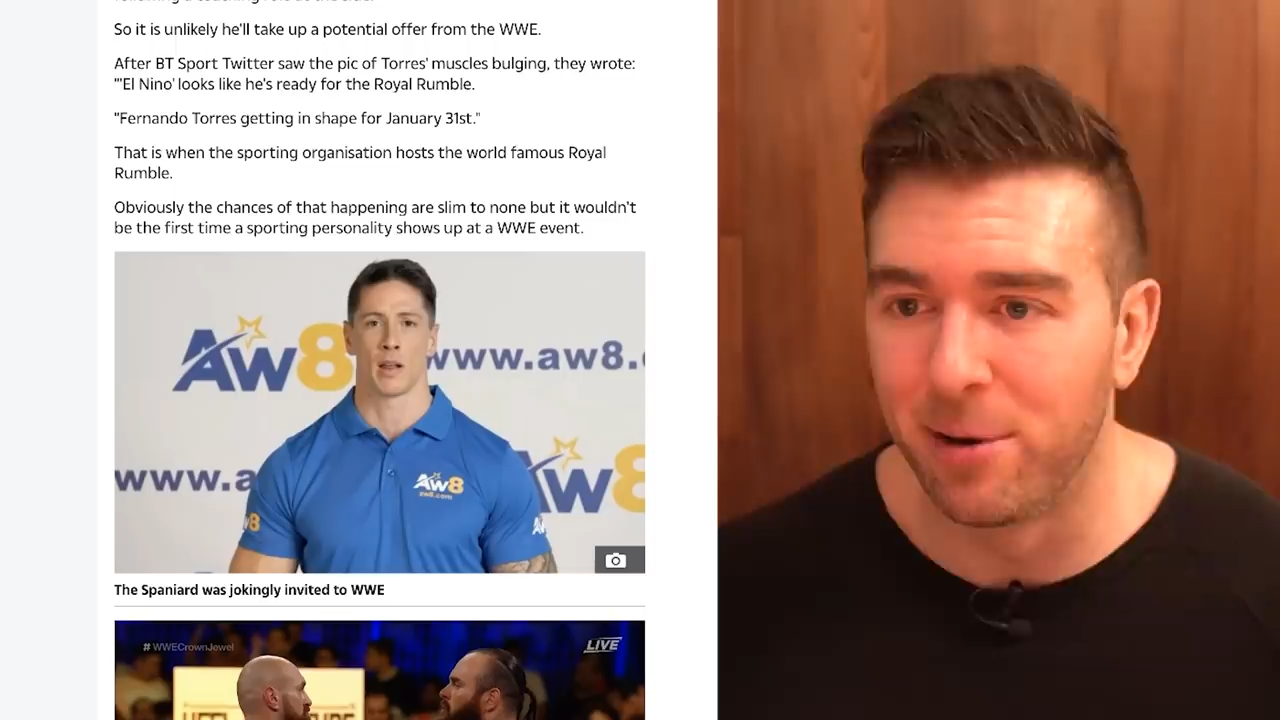 So it is unlikely he'll take up a potential offer from the WWE.
After BT Sport Twitter saw the pic of Torres' muscles bulging, they wrote:
"'El Nino' looks like he's ready for the Royal Rumble.
"Fernando Torres getting in shape for January 31st."
That is when the sporting organisation hosts the world famous Royal
Rumble.
Obviously the chances of that happening are slim to none but it wouldn't
be the first time a sporting personality shows up at a WWE event.
AW8
www.aw8.
www.a
AW8
aw8.com
AW8
The Spaniard was jokingly invited to WWE
# WWECrownJewel
LIVE